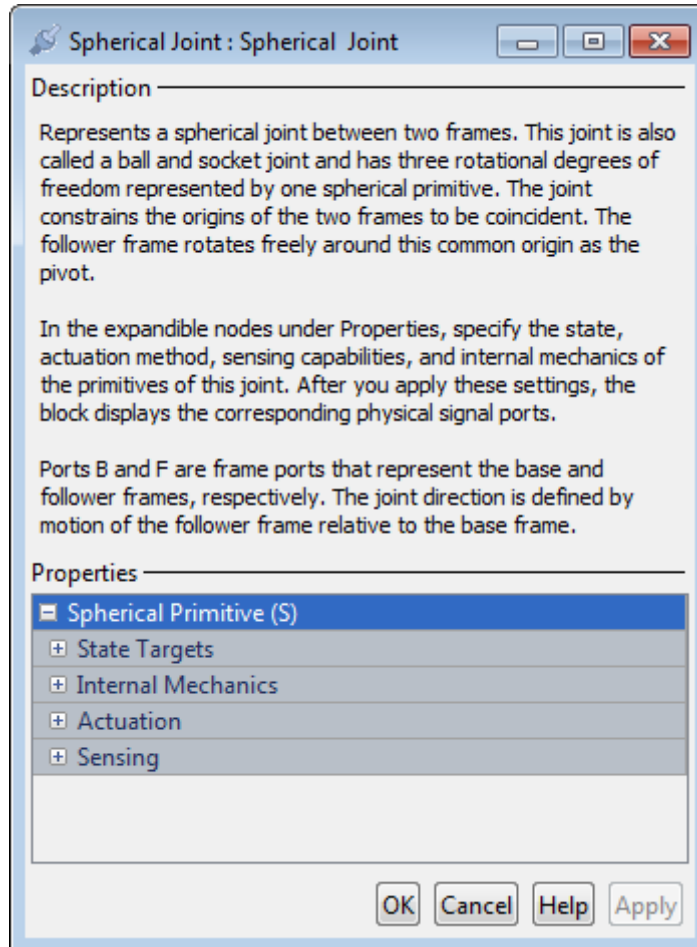 Spherical Joint : Spherical Joint
Description
Represents a spherical joint between two frames. This joint is also
called a ball and socket joint and has three rotational degrees of
freedom represented by one spherical primitive. The joint
constrains the origins of the two frames to be coincident. The
follower frame rotates freely around this common origin as the
pivot.
In the expandible nodes under Properties, specify the state,
actuation method, sensing capabilities, and internal mechanics of
the primitives of this joint. After you apply these settings, the
block displays the corresponding physical signal ports.
Ports B and F are frame ports that represent the base and
follower frames, respectively. The joint direction is defined by
motion of the follower frame relative to the base frame.
Properties
Spherical Primitive (S)
State Targets
Internal Mechanics
Actuation
Sensing
OK Cancel Help Apply